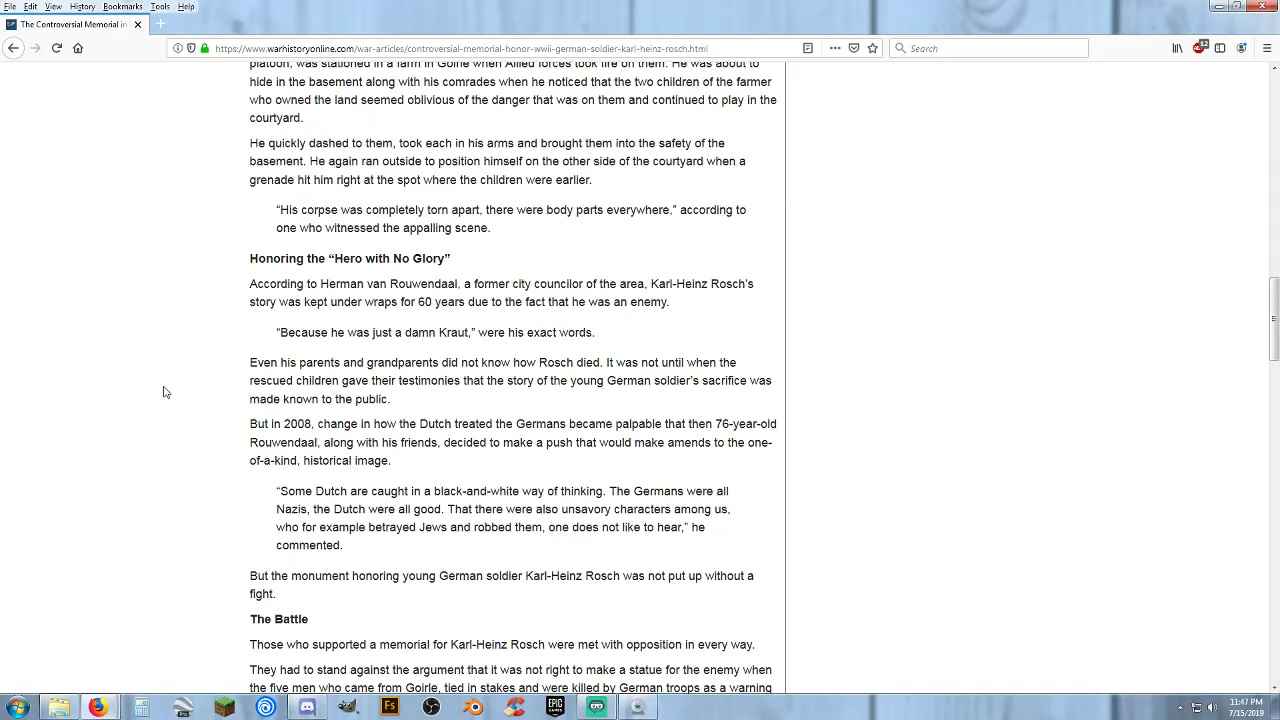 File Edit View History Bookmarks Tools Help
The Controversial Memorial in
https://www.warhistoryonline.com/war-articles/controversial-memorial-honor-wwii-german-soldier-karl-heinz-rosch.html
Search
12
platoon, was stationed in a farm in Goirle when Allied forces took fire on them. He was about to
hide in the basement along with his comrades when he noticed that the two children of the farmer
who owned the land seemed oblivious of the danger that was on them and continued to play in the
courtyard.
He quickly dashed to them, took each in his arms and brought them into the safety of the
basement. He again ran outside to position himself on the other side of the courtyard when a
grenade hit him right at the spot where the children were earlier.
“His corpse was completely torn apart, there were body parts everywhere,” according to
one who witnessed the appalling scene.
Honoring the “Hero with No Glory”
According to Herman van Rouwendaal, a former city councilor of the area, Karl-Heinz Rosch’s
story was kept under wraps for 60 years due to the fact that he was an enemy.
“Because he was just a damn Kraut,” were his exact words.
Even his parents and grandparents did not know how Rosch died. It was not until when the
rescued children gave their testimonies that the story of the young German soldier’s sacrifice was
made known to the public.
But in 2008, change in how the Dutch treated the Germans became palpable that then 76-year-old
Rouwendaal, along with his friends, decided to make a push that would make amends to the one-
of-a-kind, historical image.
“Some Dutch are caught in a black-and-white way of thinking. The Germans were all
Nazis, the Dutch were all good. That there were also unsavory characters among us,
who for example betrayed Jews and robbed them, one does not like to hear,” he
commented.
But the monument honoring young German soldier Karl-Heinz Rosch was not put up without a
fight.
The Battle
Those who supported a memorial for Karl-Heinz Rosch were met with opposition in every way.
They had to stand against the argument that it was not right to make a statue for the enemy when
the five men who came from Goirle, tied in stakes and were killed by German troops as a warning
Fs
EPIC
GAMES
11:47 PM
7/15/2019